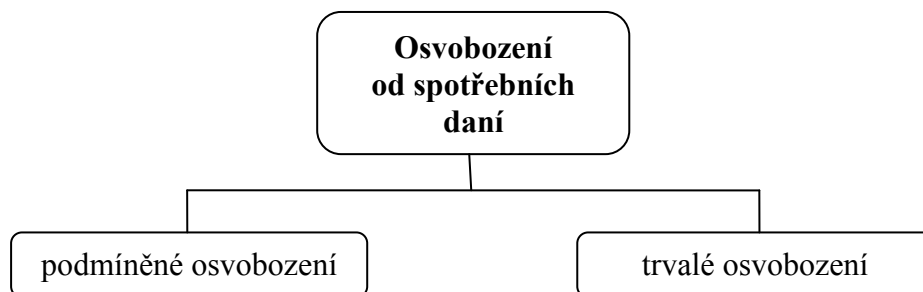 Osvobození
od spotřebních
daní
podmíněné osvobození
trvalé osvobození